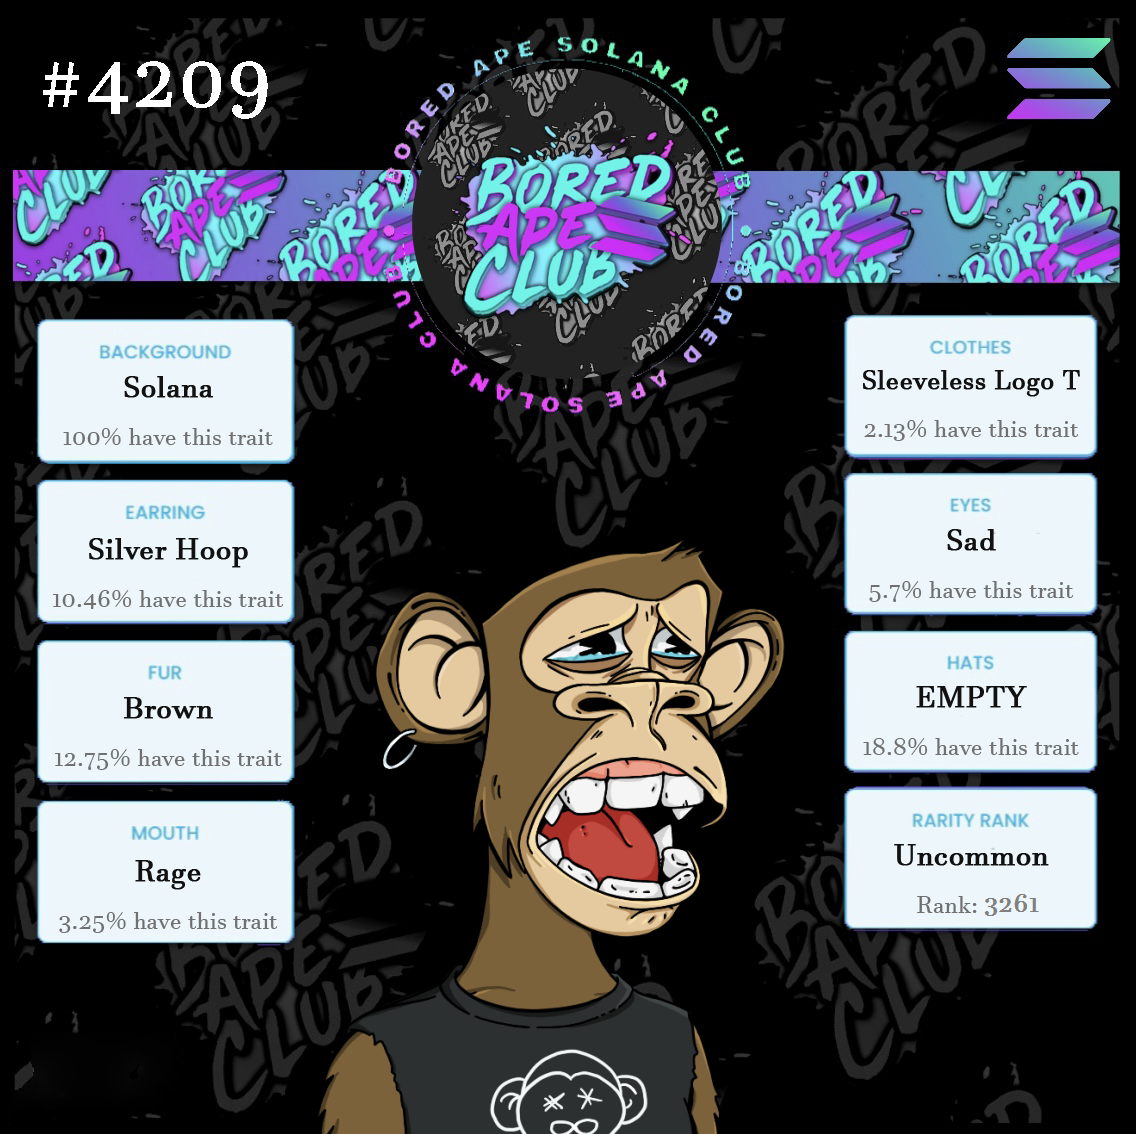 #4209
BORED APE SOLANA CLUB
BORED APE SOLANA CLUB
BORED
APE
CLUB
BACKGROUND
Solana
100% have this trait
EARRING
Silver Hoop
10.46% have this trait
FUR
Brown
12.75% have this trait
MOUTH
Rage
3.25% have this trait
CLOTHES
Sleeveless Logo T
2.13% have this trait
EYES
Sad
5.7% have this trait
HATS
EMPTY
18.8% have this trait
RARITY RANK
Uncommon
Rank: 3261